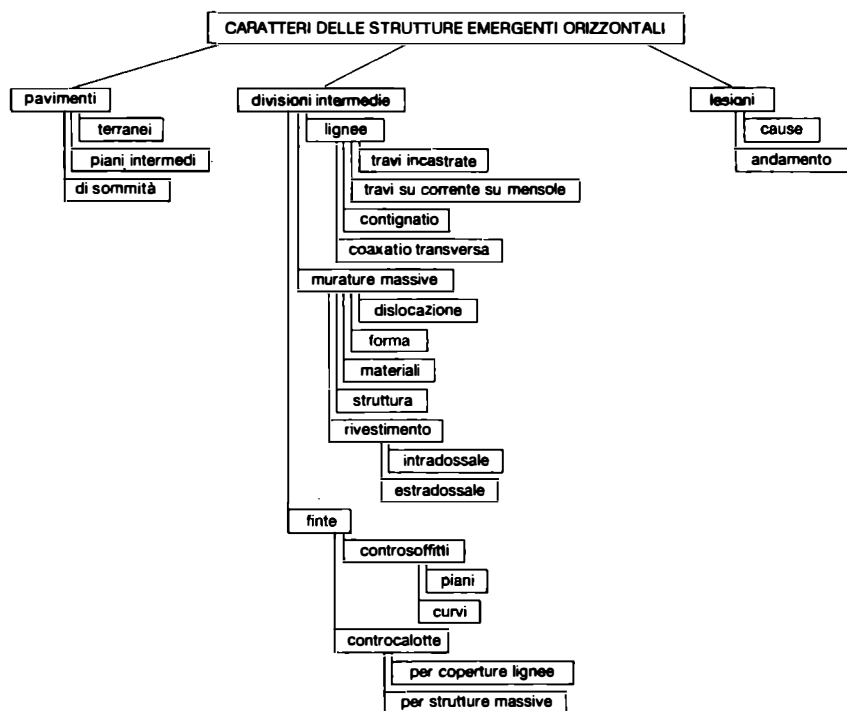 CARATTERI DELLE STRUTTURE EMERGENTI ORIZZONTALI
pavimenti
terranei
piani intermedi
di sommità
divisioni intermedie
lignee
travi incastrate
travi su corrente su mensole
contignatio
coaxatio transversa
murature massive
dislocazione
forma
materiali
struttura
rivestimento
intradossale
estradossale
finte
controsoffitti
piani
curvi
controcalotte
per coperture lignee
per strutture massive
lesioni
cause
andamento